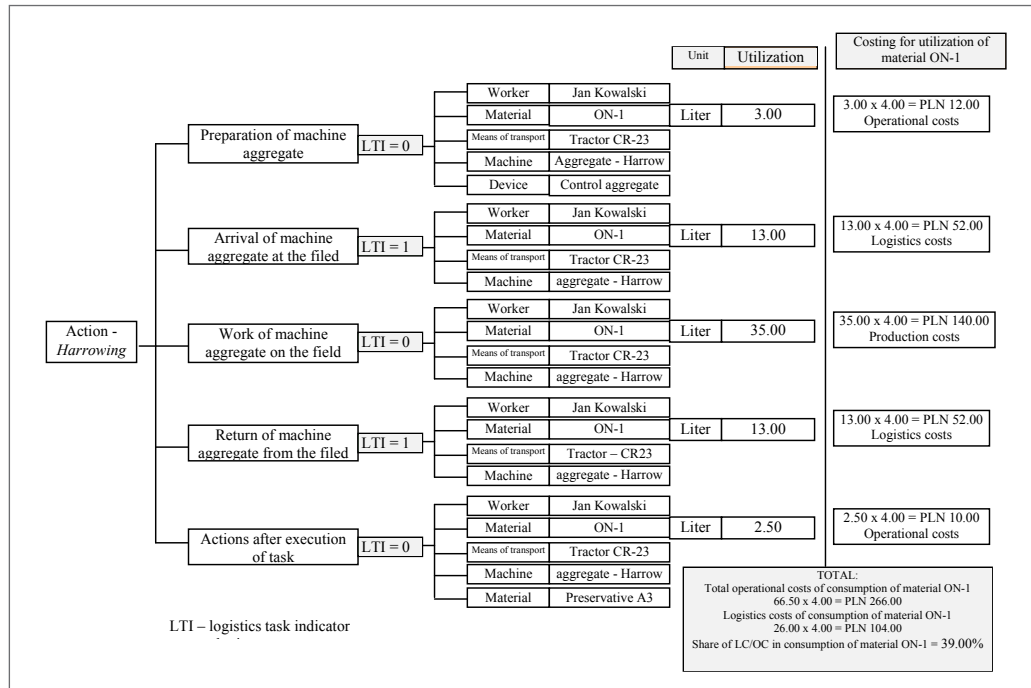 Unit Utilization
Costing for utilization of
material ON-1
Action -
Harrowing
Preparation of machine
aggregate
LTI = 0
Worker Jan Kowalski
Material ON-1 Liter 3.00
Means of transport Tractor CR-23
Machine Aggregate - Harrow
Device Control aggregate
3.00 x 4.00 = PLN 12.00
Operational costs
Arrival of machine
aggregate at the filed
LTI = 1
Worker Jan Kowalski
Material ON-1 Liter 13.00
Means of transport Tractor CR-23
Machine aggregate - Harrow
13.00 x 4.00 = PLN 52.00
Logistics costs
Work of machine
aggregate on the field
LTI = 0
Worker Jan Kowalski
Material ON-1 Liter 35.00
Means of transport Tractor CR-23
Machine aggregate - Harrow
35.00 x 4.00 = PLN 140.00
Production costs
Return of machine
aggregate from the filed
LTI = 1
Worker Jan Kowalski
Material ON-1 Liter 13.00
Means of transport Tractor – CR23
Machine aggregate - Harrow
13.00 x 4.00 = PLN 52.00
Logistics costs
Actions after execution
of task
LTI = 0
Worker Jan Kowalski
Material ON-1 Liter 2.50
Means of transport Tractor CR-23
Machine aggregate - Harrow
Material Preservative A3
2.50 x 4.00 = PLN 10.00
Operational costs
TOTAL:
Total operational costs of consumption of material ON-1
66.50 x 4.00 = PLN 266.00
Logistics costs of consumption of material ON-1
26.00 x 4.00 = PLN 104.00
Share of LC/OC in consumption of material ON-1 = 39.00%
LTI – logistics task indicator